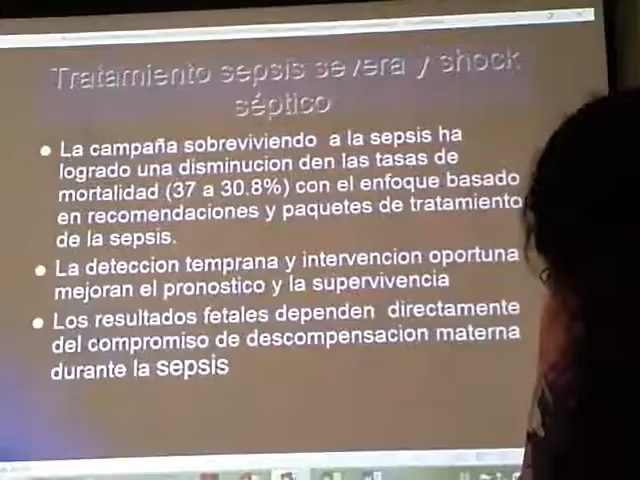 Tratamiento sepsis severa y shock
séptico
La campaña sobreviviendo a la sepsis ha
logrado una disminucion den las tasas de
mortalidad (37 a 30.8%) con el enfoque basado
en recomendaciones y paquetes de tratamiento
de la sepsis.
La deteccion temprana y intervencion oportuna
mejoran el pronostico y la supervivencia
Los resultados fetales dependen directamente
del compromiso de descompensacion materna
durante la sepsis